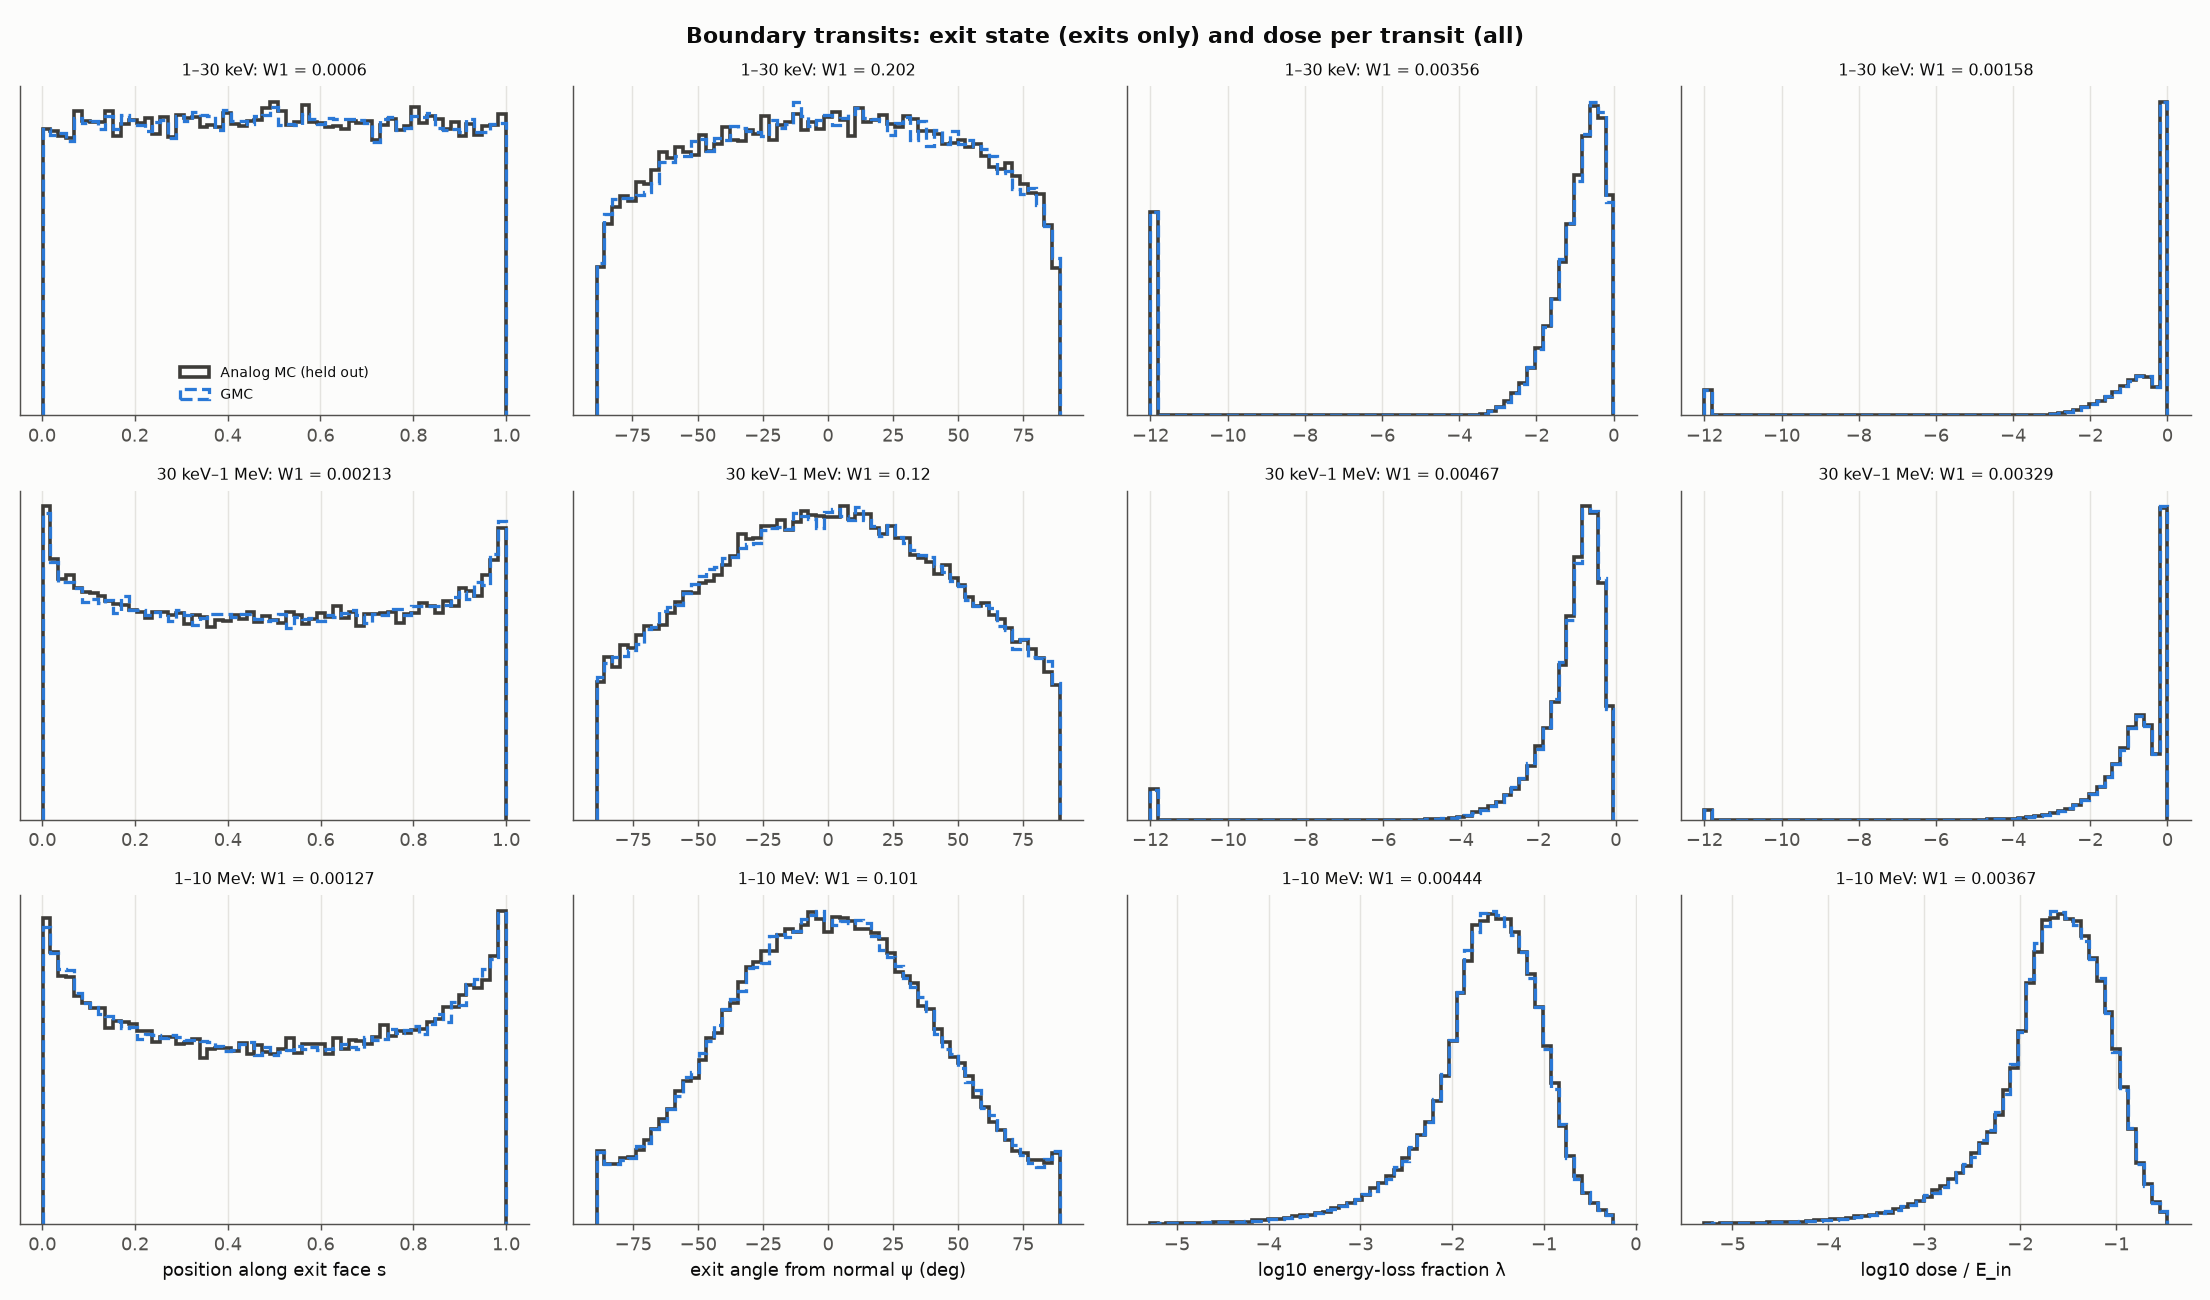 Boundary transits: exit state (exits only) and dose per transit (all)
1–30 keV: W1 = 0.0006
1–30 keV: W1 = 0.202
1–30 keV: W1 = 0.00356
1–30 keV: W1 = 0.00158
Analog MC (held out)
GMC
0.0 0.2 0.4 0.6 0.8 1.0
−75 −50 −25 0 25 50 75
−12 −10 −8 −6 −4 −2 0
−12 −10 −8 −6 −4 −2 0
30 keV–1 MeV: W1 = 0.00213
30 keV–1 MeV: W1 = 0.12
30 keV–1 MeV: W1 = 0.00467
30 keV–1 MeV: W1 = 0.00329
0.0 0.2 0.4 0.6 0.8 1.0
−75 −50 −25 0 25 50 75
−12 −10 −8 −6 −4 −2 0
−12 −10 −8 −6 −4 −2 0
1–10 MeV: W1 = 0.00127
1–10 MeV: W1 = 0.101
1–10 MeV: W1 = 0.00444
1–10 MeV: W1 = 0.00367
0.0 0.2 0.4 0.6 0.8 1.0
−75 −50 −25 0 25 50 75
−5 −4 −3 −2 −1 0
−5 −4 −3 −2 −1
position along exit face s
exit angle from normal ψ (deg)
log10 energy-loss fraction λ
log10 dose / E_in